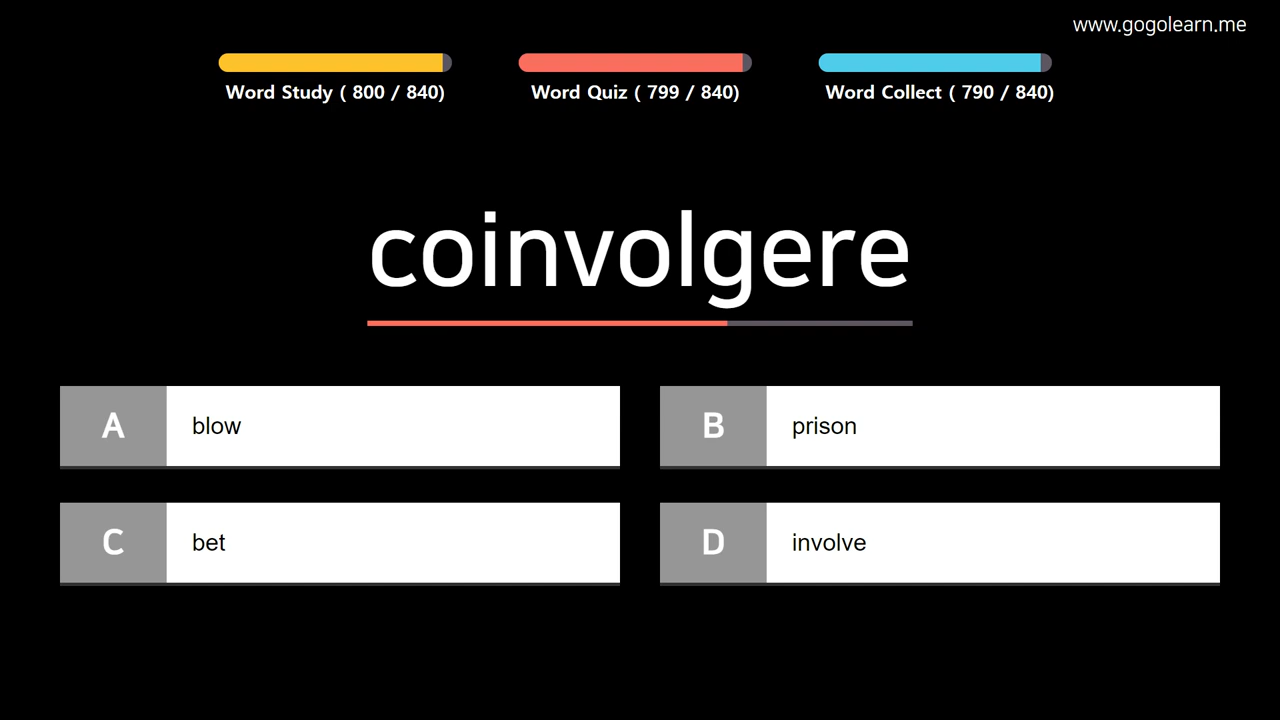 www.gogolearn.me
Word Study ( 800 / 840)
Word Quiz ( 799 / 840)
Word Collect ( 790 / 840)
coinvolgere
A blow
B prison
C bet
D involve